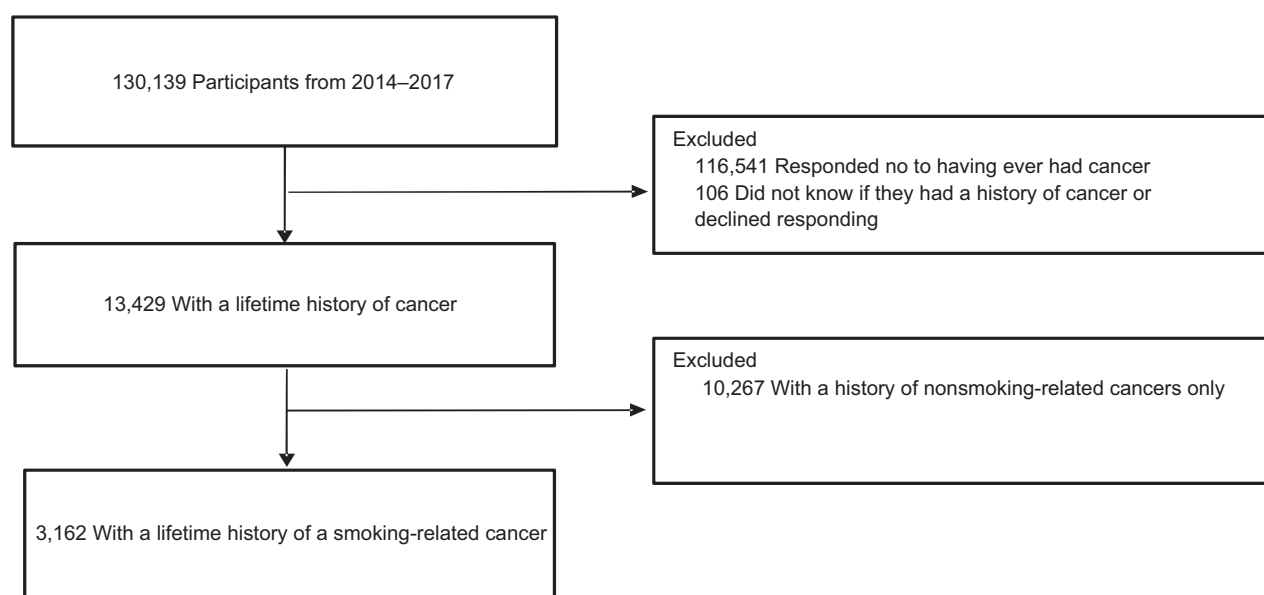 130,139 Participants from 2014–2017
Excluded
116,541 Responded no to having ever had cancer
106 Did not know if they had a history of cancer or
declined responding
13,429 With a lifetime history of cancer
Excluded
10,267 With a history of nonsmoking-related cancers only
3,162 With a lifetime history of a smoking-related cancer